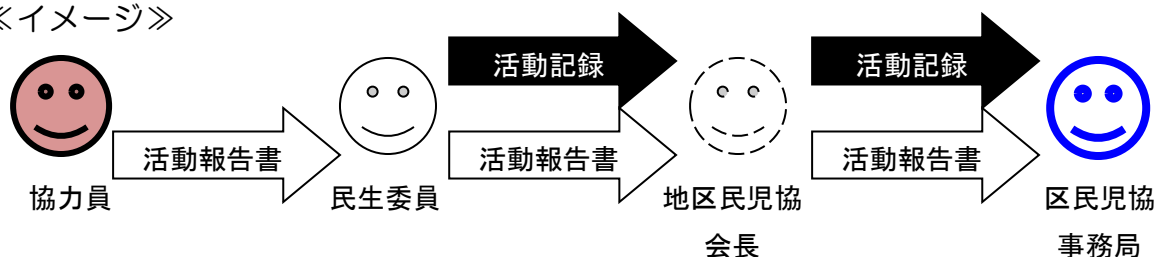 ≪イメージ≫
活動記録
活動記録
活動報告書
活動報告書
活動報告書
協力員
民生委員
地区民児協
会長
区民児協
事務局